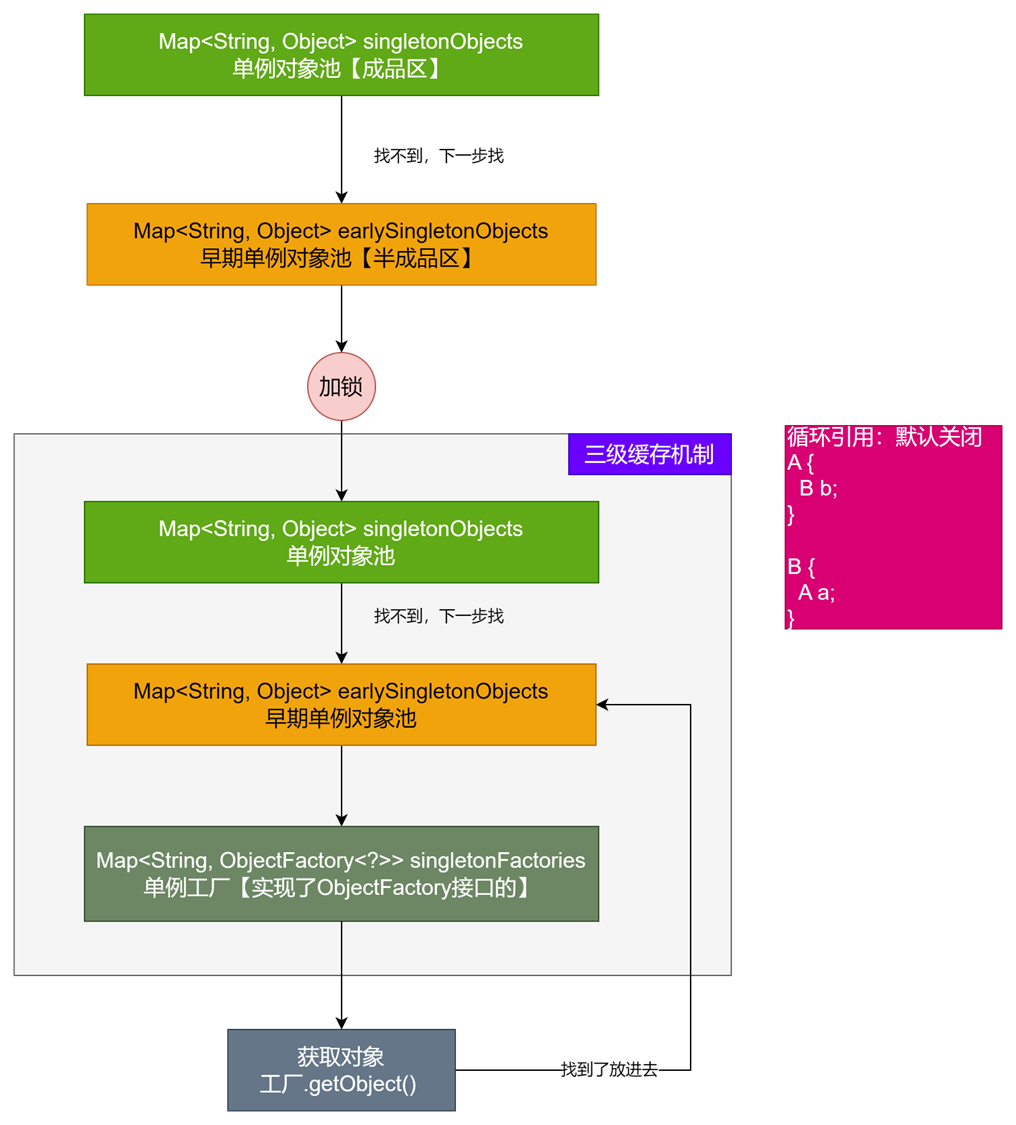 Map<String, Object> singletonObjects
单例对象池【成品区】
找不到，下一步找
Map<String, Object> earlySingletonObjects
早期单例对象池【半成品区】
加锁
三级缓存机制
Map<String, Object> singletonObjects
单例对象池
找不到，下一步找
Map<String, Object> earlySingletonObjects
早期单例对象池
Map<String, ObjectFactory<?>> singletonFactories
单例工厂【实现了ObjectFactory接口的】
获取对象
工厂.getObject()
找到了放进去
循环引用：默认关闭
A {
B b;
}
B {
A a;
}